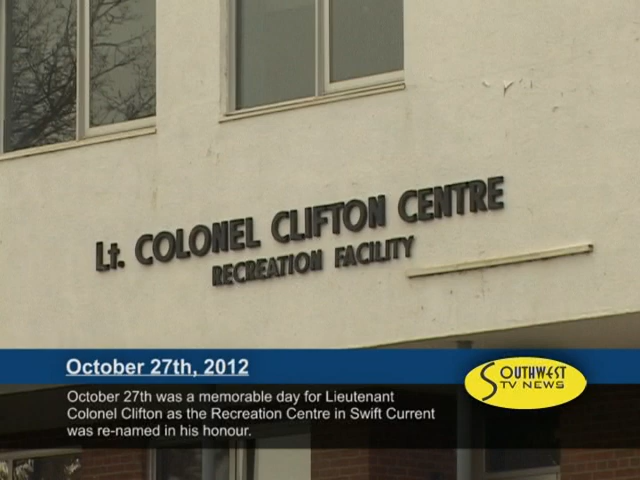 Lt. COLONEL CLIFTON CENTRE
RECREATION FACILITY
October 27th, 2012
SOUTHWEST
TV NEWS
October 27th was a memorable day for Lieutenant
Colonel Clifton as the Recreation Centre in Swift Current
was re-named in his honour.